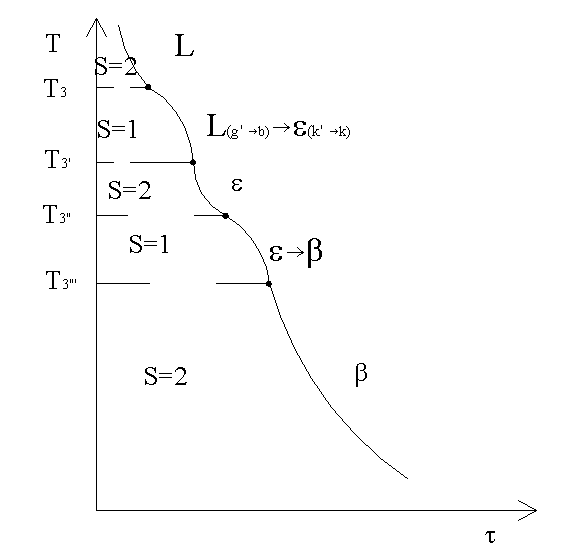 T
L
S=2
T3
S=1
L(g'→b)→ε(k'→k)
T3'
S=2
ε
T3''
S=1
ε→β
T3'''
S=2
β
τ